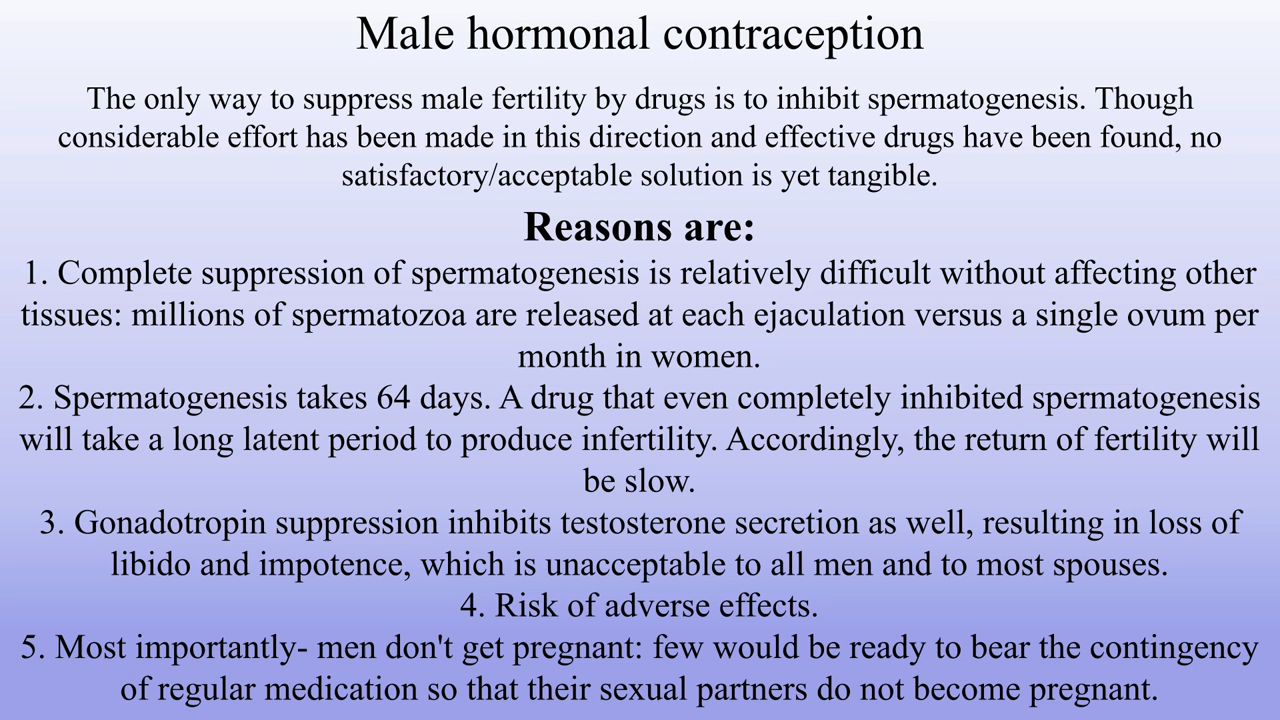 Male hormonal contraception
The only way to suppress male fertility by drugs is to inhibit spermatogenesis. Though
considerable effort has been made in this direction and effective drugs have been found, no
satisfactory/acceptable solution is yet tangible.
Reasons are:
1. Complete suppression of spermatogenesis is relatively difficult without affecting other
tissues: millions of spermatozoa are released at each ejaculation versus a single ovum per
month in women.
2. Spermatogenesis takes 64 days. A drug that even completely inhibited spermatogenesis
will take a long latent period to produce infertility. Accordingly, the return of fertility will
be slow.
3. Gonadotropin suppression inhibits testosterone secretion as well, resulting in loss of
libido and impotence, which is unacceptable to all men and to most spouses.
4. Risk of adverse effects.
5. Most importantly- men don't get pregnant: few would be ready to bear the contingency
of regular medication so that their sexual partners do not become pregnant.